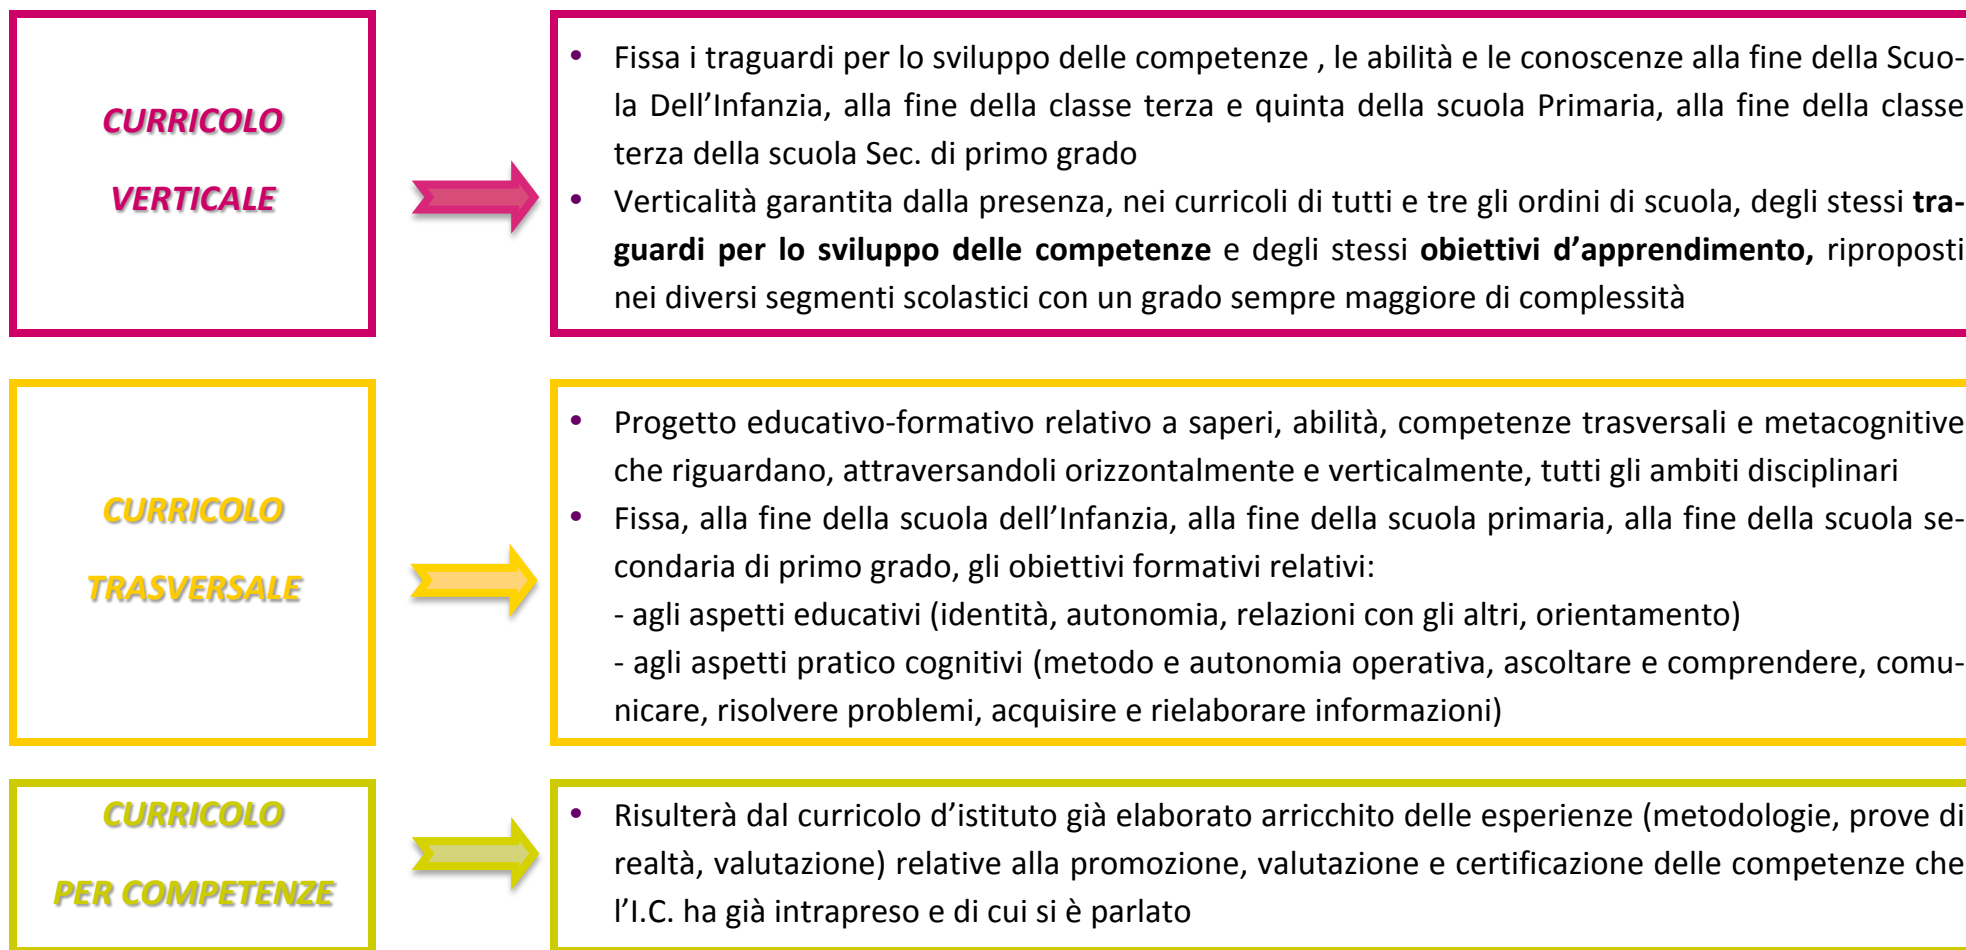 CURRICOLO
VERTICALE
• Fissa i traguardi per lo sviluppo delle competenze , le abilità e le conoscenze alla fine della Scuo-
la Dell’Infanzia, alla fine della classe terza e quinta della scuola Primaria, alla fine della classe
terza della scuola Sec. di primo grado
• Verticalità garantita dalla presenza, nei curricoli di tutti e tre gli ordini di scuola, degli stessi tra-
guardi per lo sviluppo delle competenze e degli stessi obiettivi d’apprendimento, riproposti
nei diversi segmenti scolastici con un grado sempre maggiore di complessità
CURRICOLO
TRASVERSALE
• Progetto educativo-formativo relativo a saperi, abilità, competenze trasversali e metacognitive
che riguardano, attraversandoli orizzontalmente e verticalmente, tutti gli ambiti disciplinari
• Fissa, alla fine della scuola dell’Infanzia, alla fine della scuola primaria, alla fine della scuola se-
condaria di primo grado, gli obiettivi formativi relativi:
- agli aspetti educativi (identità, autonomia, relazioni con gli altri, orientamento)
- agli aspetti pratico cognitivi (metodo e autonomia operativa, ascoltare e comprendere, comu-
nicare, risolvere problemi, acquisire e rielaborare informazioni)
CURRICOLO
PER COMPETENZE
• Risulterà dal curricolo d’istituto già elaborato arricchito delle esperienze (metodologie, prove di
realtà, valutazione) relative alla promozione, valutazione e certificazione delle competenze che
l’I.C. ha già intrapreso e di cui si è parlato